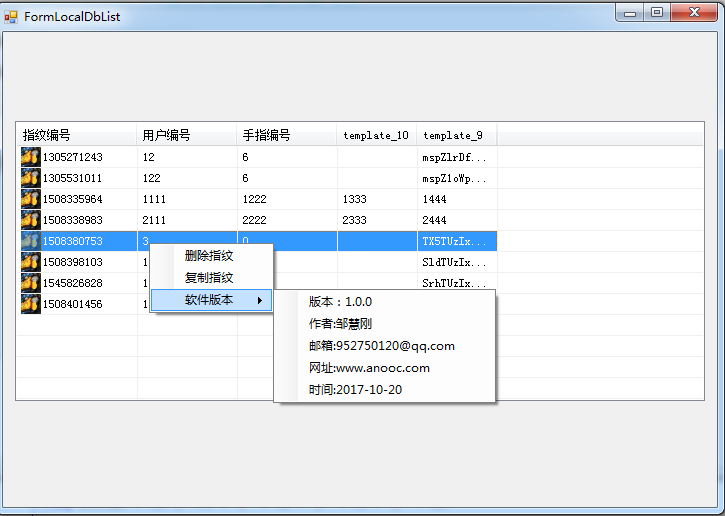 FormLocalDbList
指纹编号 用户编号 手指编号 template_10 template_9
1305271243 12 6 mspZlrDf...
1305531011 122 6 mspZ1oWp...
1508335964 1111 1222 1333 1444
1508338983 2111 2222 2333 2444
1508380753 3 0 TX5TUzIx...
1508398103 1 SldTUzIx...
1545826828 1 SrhTUzIx...
1508401456 1
删除指纹
复制指纹
软件版本
版本：1.0.0
作者:邹慧刚
邮箱:952750120@qq.com
网址:www.anooc.com
时间:2017-10-20